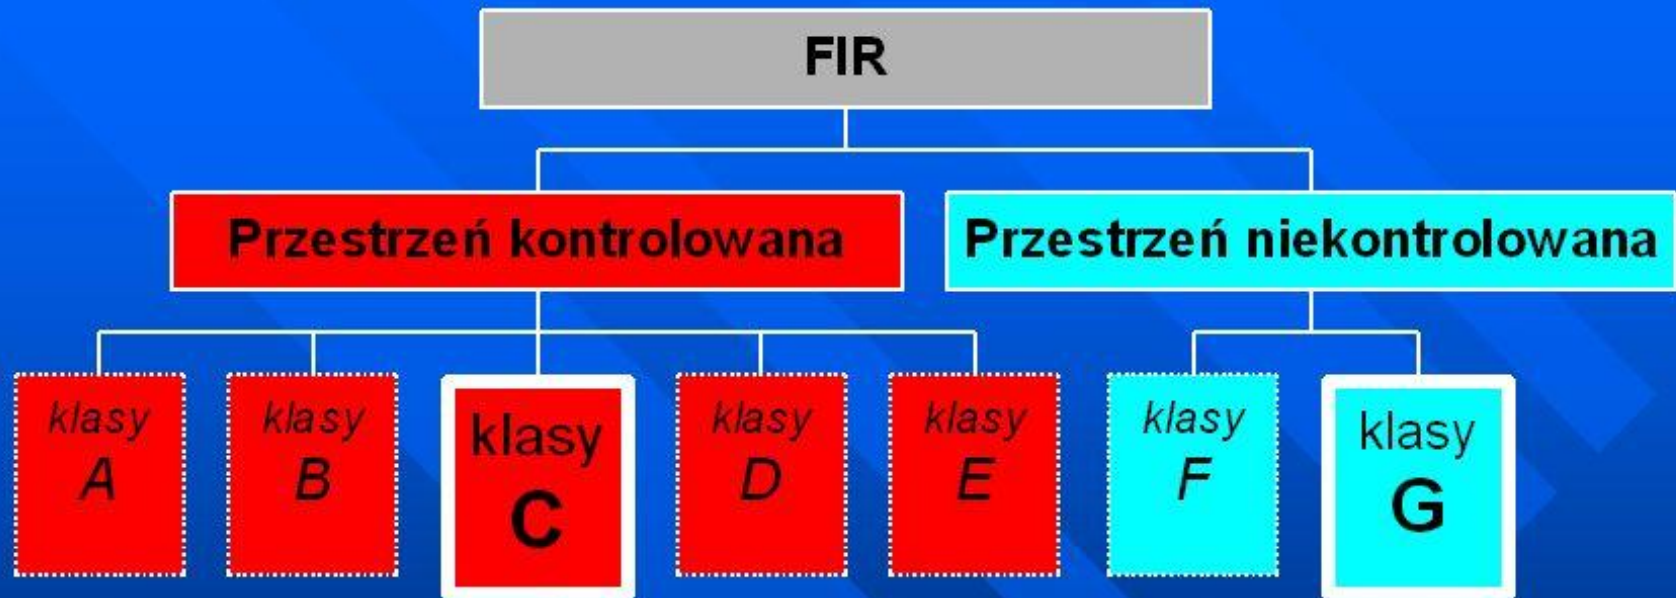 FIR
Przestrzeń kontrolowana
Przestrzeń niekontrolowana
klasy
A
klasy
B
klasy
C
klasy
D
klasy
E
klasy
F
klasy
G